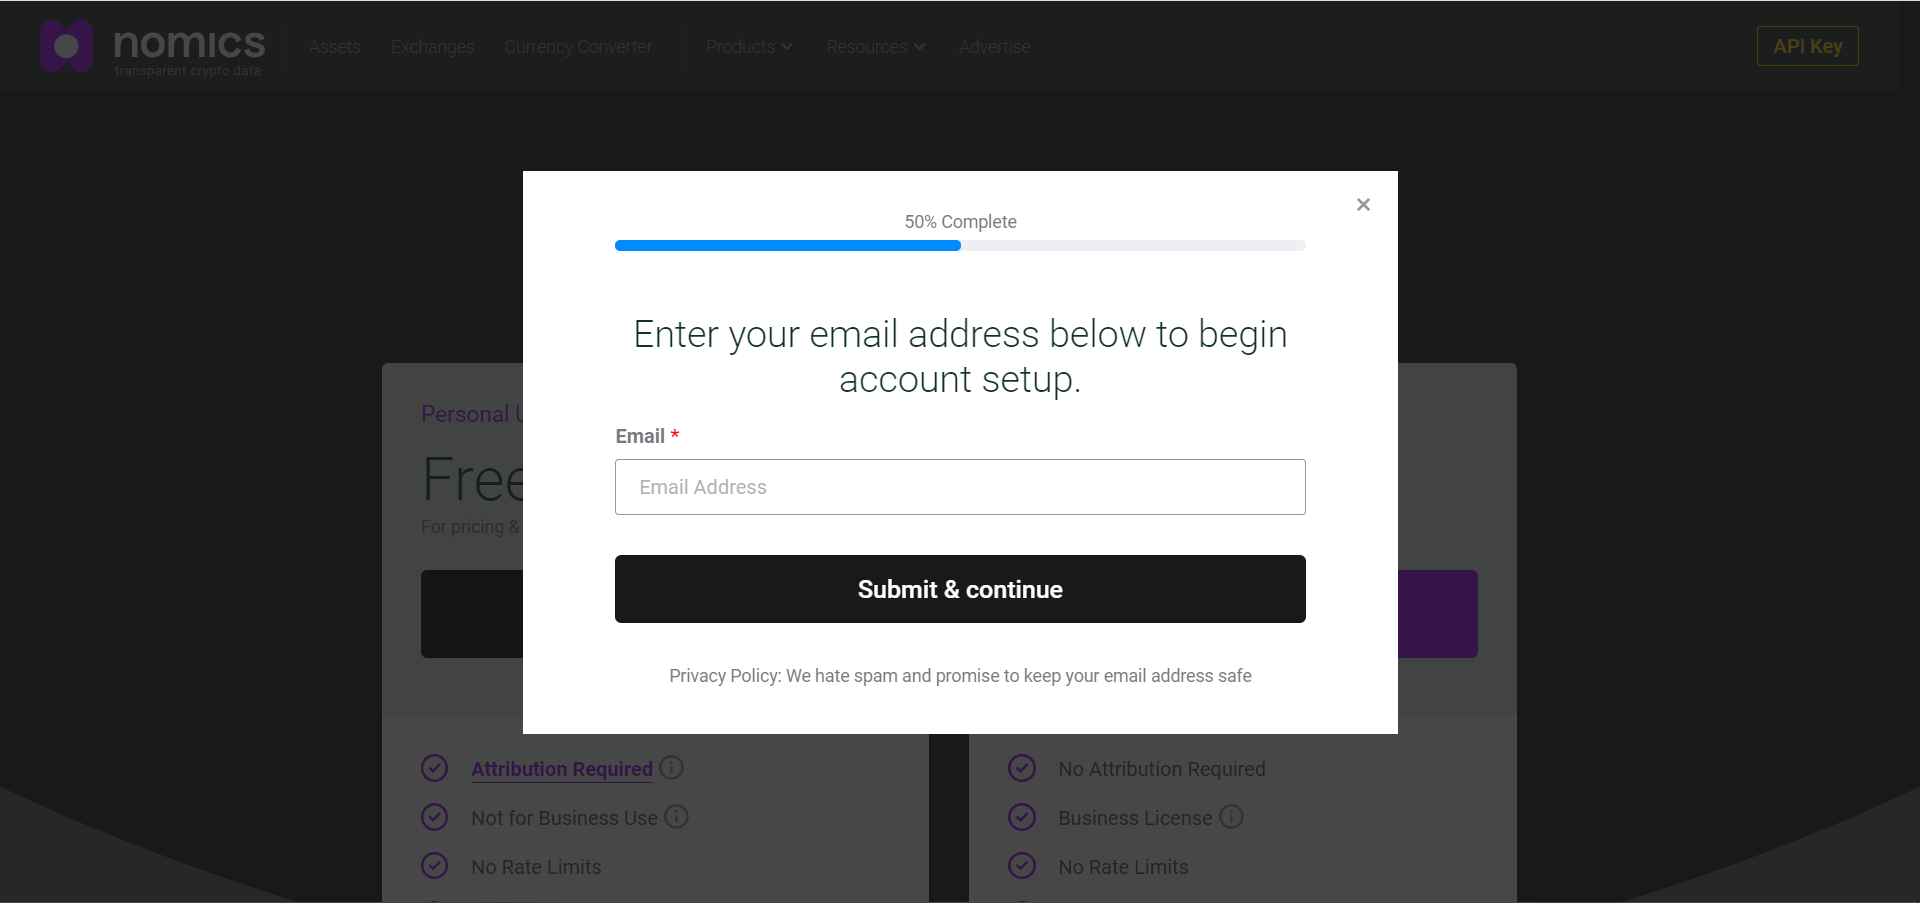 nomics
transparent crypto data
Assets Exchanges Currency Converter Products Resources Advertise
API Key
50% Complete
Enter your email address below to begin
account setup.
Email *
Email Address
Submit & continue
Privacy Policy: We hate spam and promise to keep your email address safe
Personal
Free
For pricing &
Attribution Required
Not for Business Use
No Rate Limits
No Attribution Required
Business License
No Rate Limits